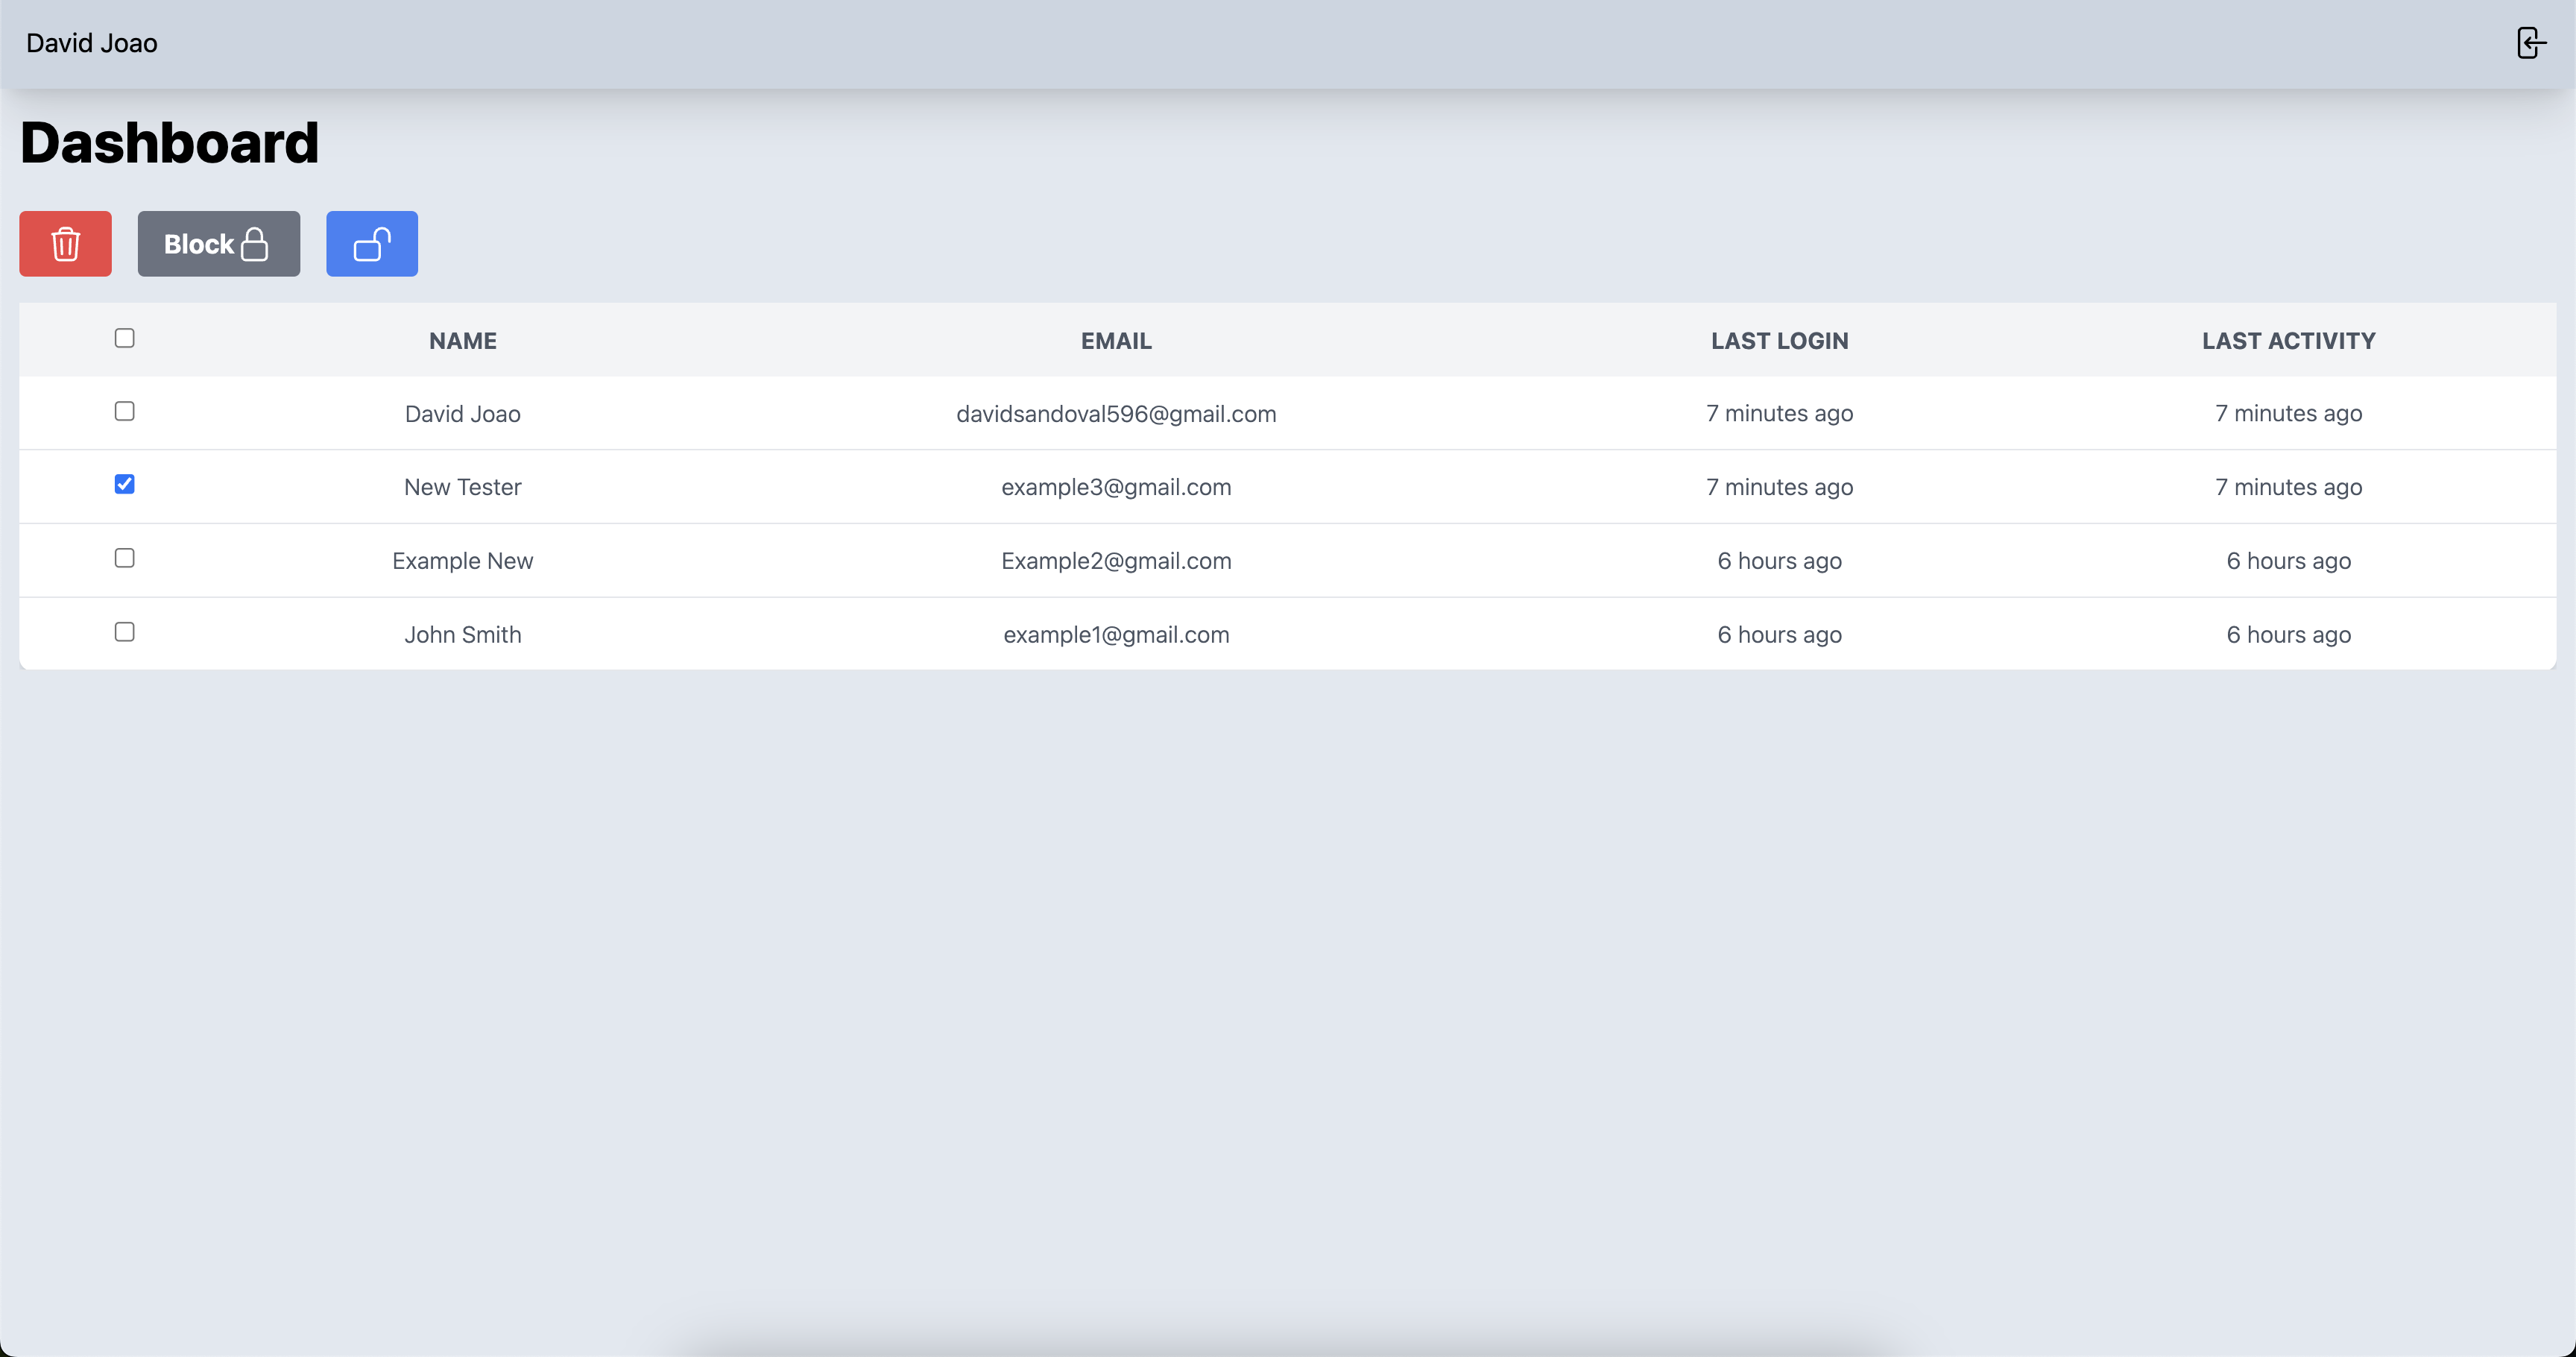 David Joao
Dashboard
Block
NAME EMAIL LAST LOGIN LAST ACTIVITY
David Joao davidsandoval596@gmail.com 7 minutes ago 7 minutes ago
New Tester example3@gmail.com 7 minutes ago 7 minutes ago
Example New Example2@gmail.com 6 hours ago 6 hours ago
John Smith example1@gmail.com 6 hours ago 6 hours ago